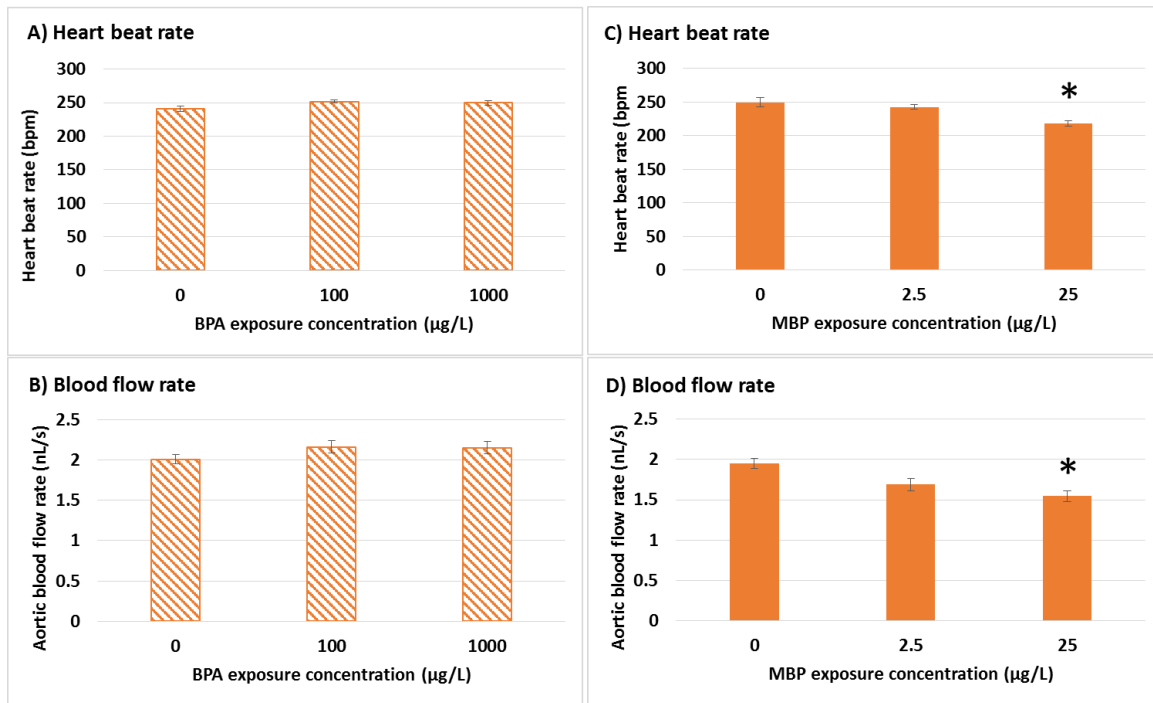 A) Heart beat rate
Heart beat rate (bpm)
300
250
200
150
100
50
0
0 100 1000
BPA exposure concentration (µg/L)
C) Heart beat rate
Heart beat rate (bpm
300
250
200
150
100
50
0
*
0 2.5 25
MBP exposure concentration (µg/L)
B) Blood flow rate
Aortic blood flow rate (nL/s)
2.5
2
1.5
1
0.5
0
0 100 1000
BPA exposure concentration (µg/L)
D) Blood flow rate
Aortic blood flow rate (nL/s)
2.5
2
1.5
1
0.5
0
*
0 2.5 25
MBP exposure concentration (µg/L)